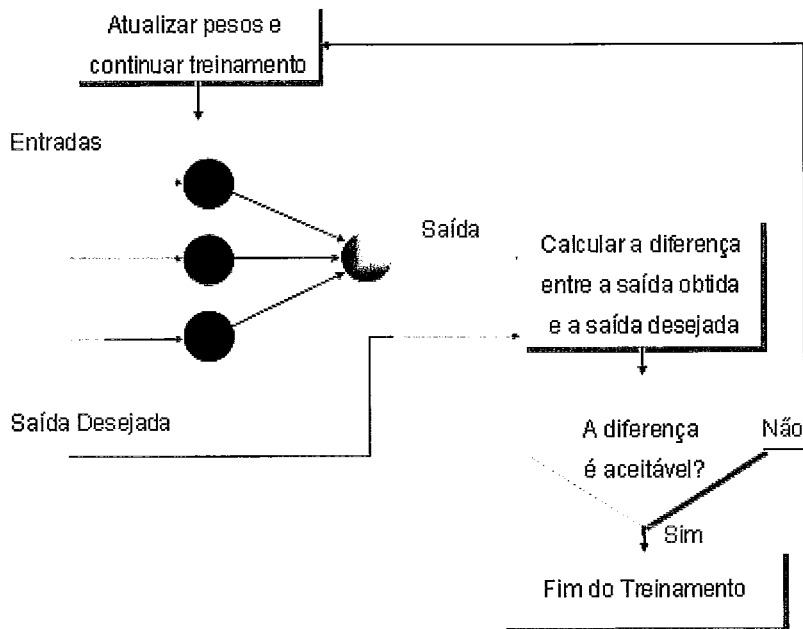 Atualizar pesos e
continuar treinamento
Entradas
Saída
Calcular a diferença
entre a saída obtida
e a saída desejada
Saída Desejada
A diferença
é aceitável?
Não
Sim
Fim do Treinamento